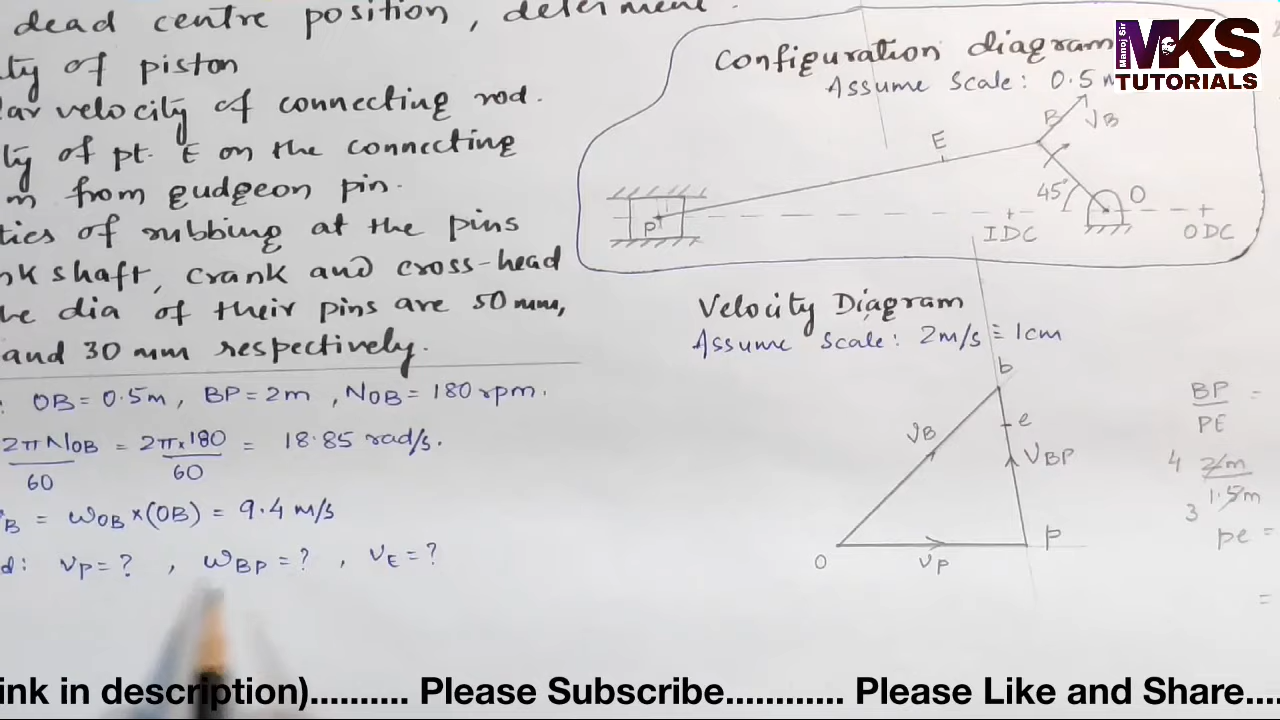 dead centre position, determine.
ty of piston
ar velocity of connecting rod.
ty of pt. E on the connecting
m from gudgeon pin.
ties of rubbing at the pins
nk shaft, crank and cross-head
he dia of their pins are 50 mm,
and 30 mm respectively.
: OB = 0.5m, BP = 2m, NOB = 180 rpm.
2πNOB/60 = 2π×180/60 = 18.85 rad/s.
B = ωOB×(OB) = 9.4 m/s
d: VP = ?, ωBP = ?, VE = ?
Configuration diagram
Assume Scale: 0.5 m
B
VB
E
45°
O
P
IDC
ODC
Velocity Diagram
Assume Scale: 2m/s ≡ 1cm
b
e
VB
VBP
o
VP
p
BP/PE =
4 2m
1.5m
3
pe =
=
Manoj Sir
MKS
TUTORIALS
ink in description).......... Please Subscribe............ Please Like and Share....